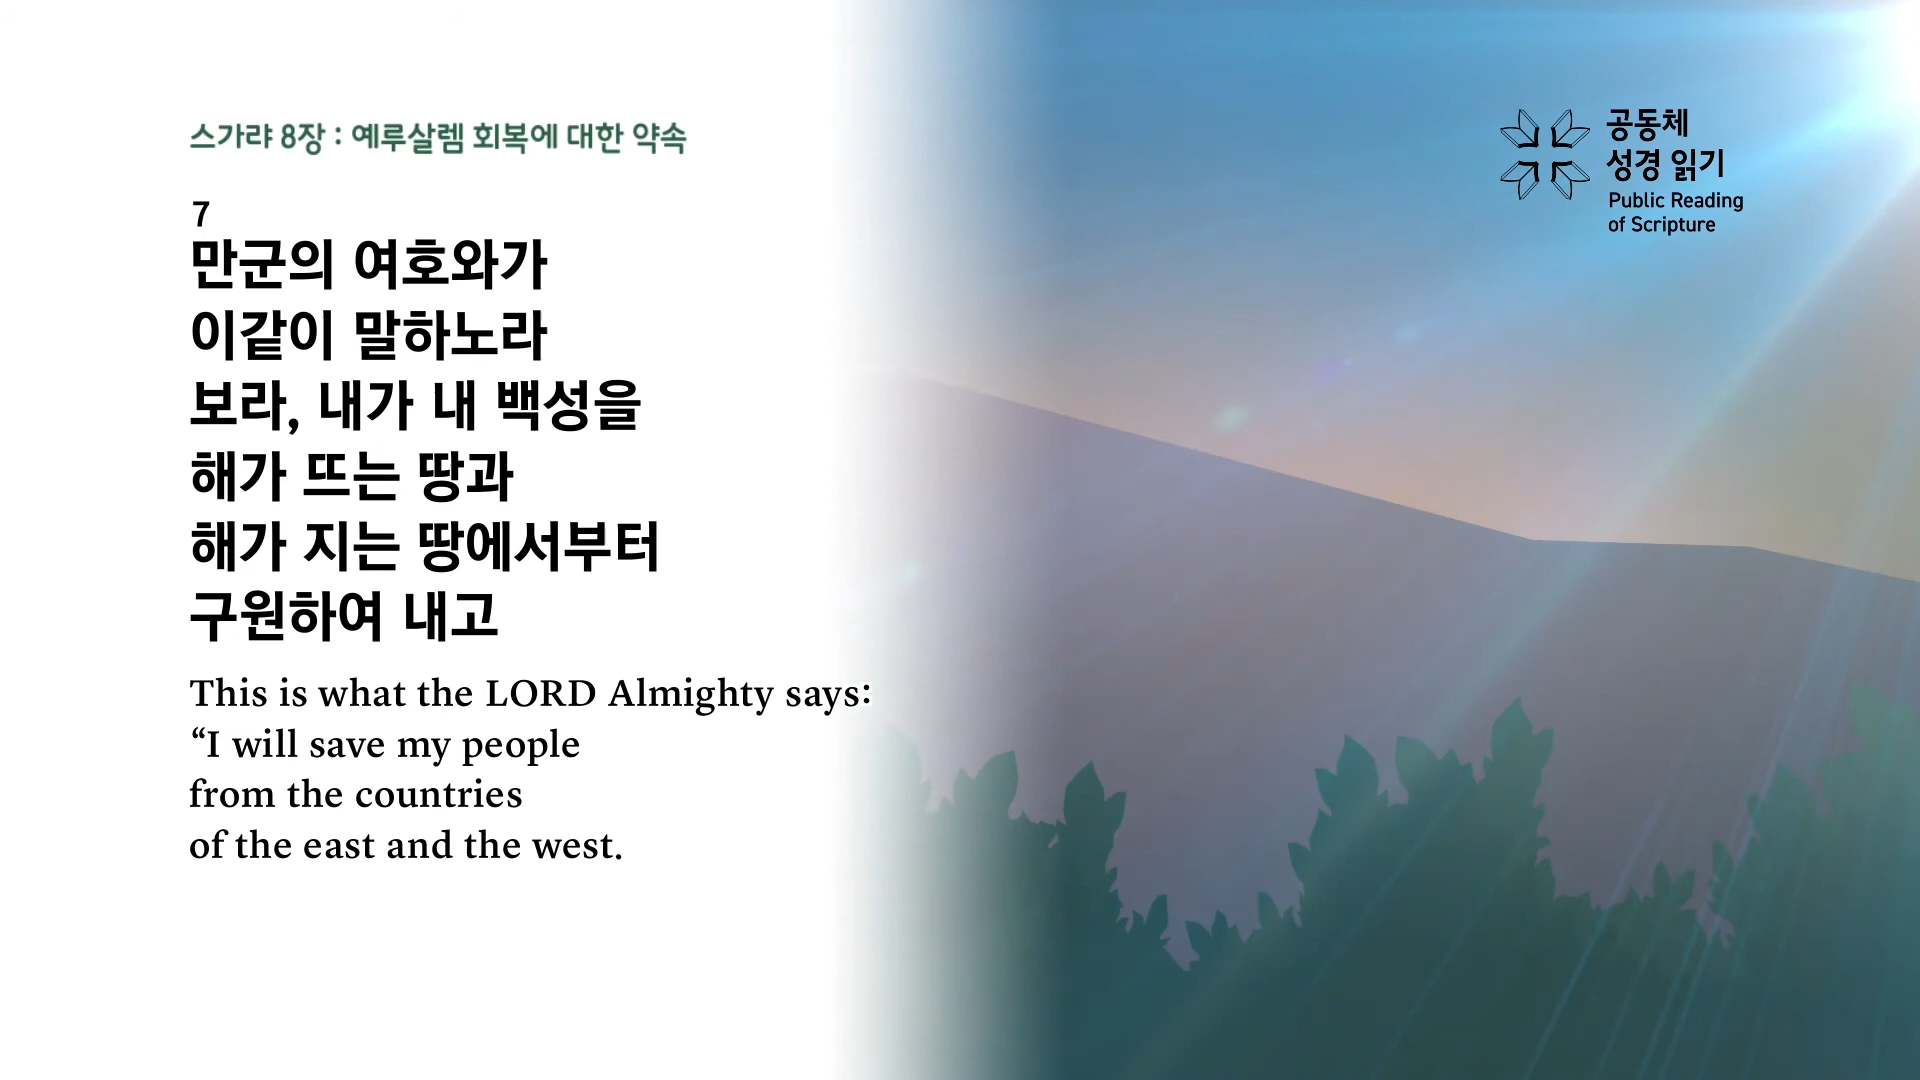 스가랴 8장 : 예루살렘 회복에 대한 약속
7
만군의 여호와가
이같이 말하노라
보라, 내가 내 백성을
해가 뜨는 땅과
해가 지는 땅에서부터
구원하여 내고
This is what the LORD Almighty says:
“I will save my people
from the countries
of the east and the west.
공동체
성경 읽기
Public Reading
of Scripture